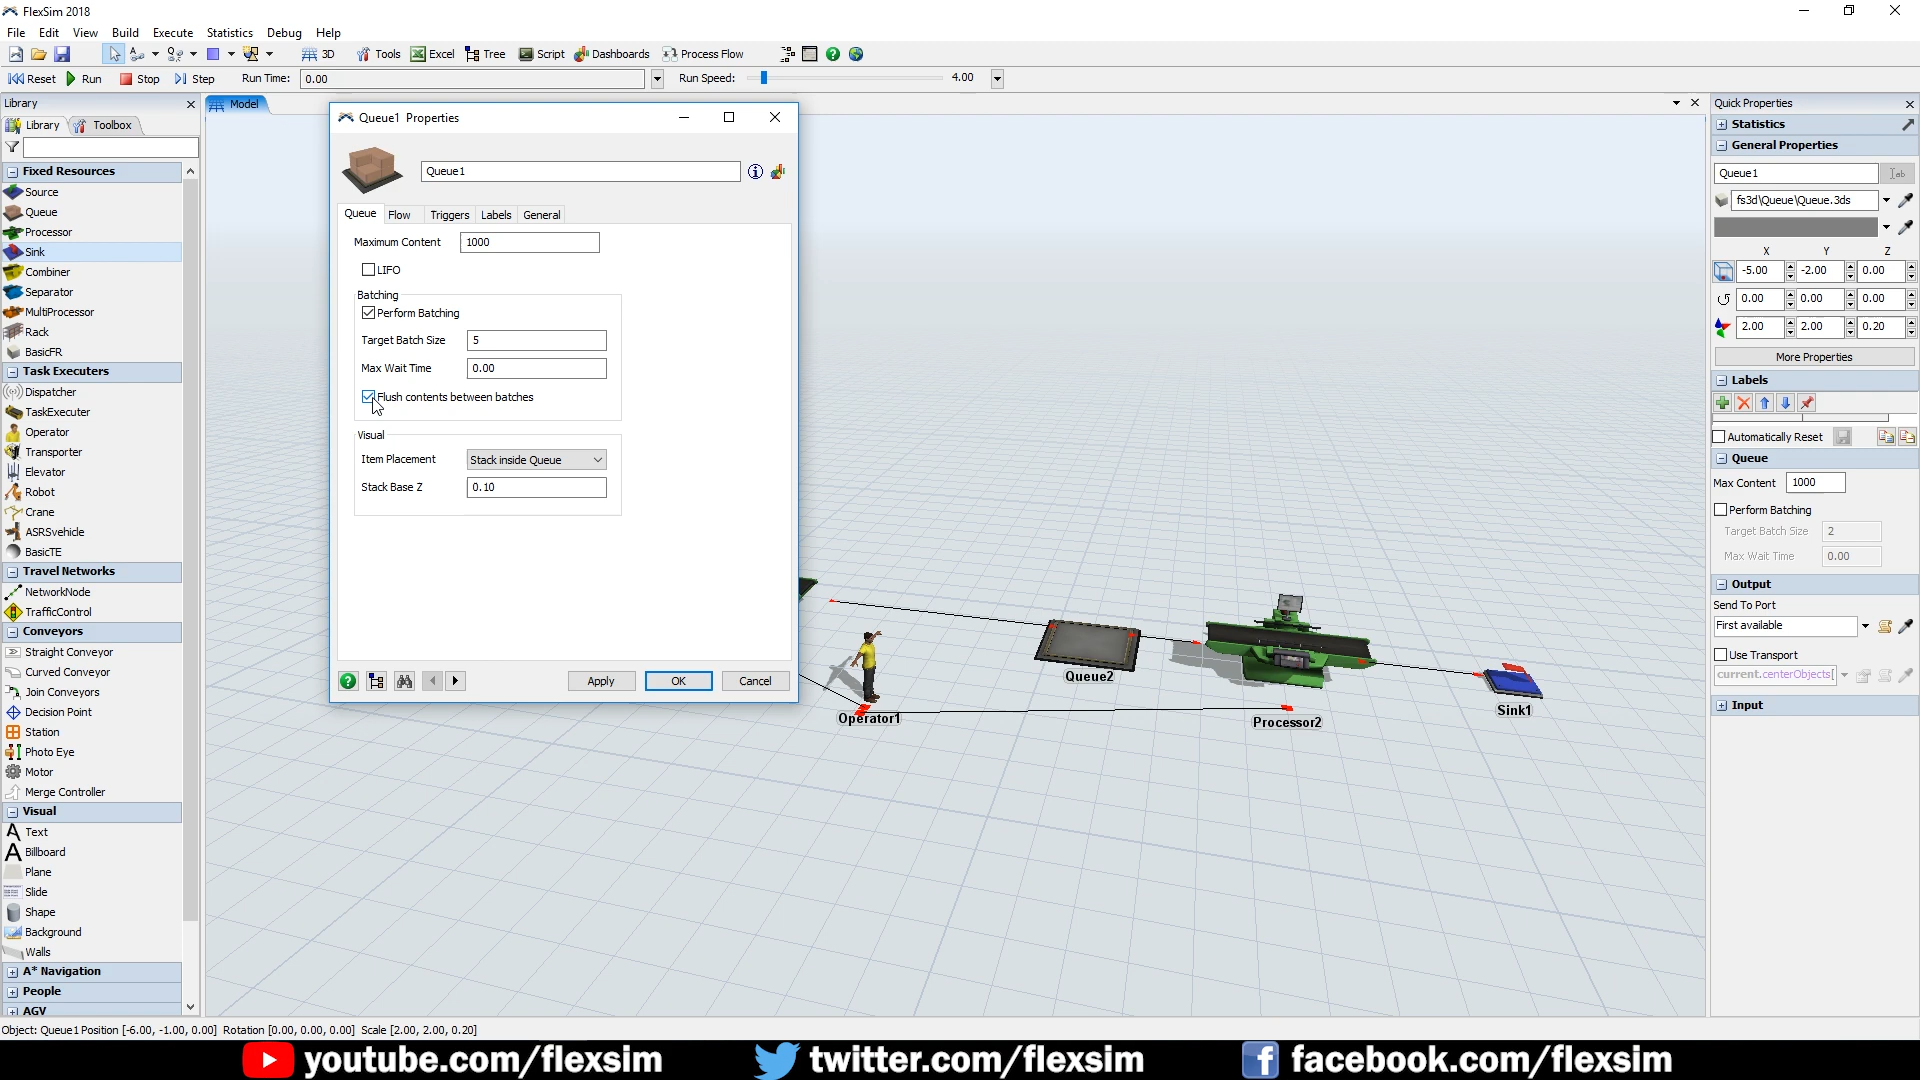 FlexSim 2018
File Edit View Build Execute Statistics Debug Help
3D Tools Excel Tree Script Dashboards Process Flow
Reset Run Stop Step Run Time: 0.00 Run Speed: 4.00
Library
Library Toolbox
Fixed Resources
Source
Queue
Processor
Sink
Combiner
Separator
MultiProcessor
Rack
BasicFR
Task Executers
Dispatcher
TaskExecuter
Operator
Transporter
Elevator
Robot
Crane
ASRSvehicle
BasicTE
Travel Networks
NetworkNode
TrafficControl
Conveyors
Straight Conveyor
Curved Conveyor
Join Conveyors
Decision Point
Station
Photo Eye
Motor
Merge Controller
Visual
Text
Billboard
Plane
Slide
Shape
Background
Walls
A* Navigation
People
AGV
Model
Queue1 Properties
Queue1
Queue Flow Triggers Labels General
Maximum Content 1000
LIFO
Batching
Perform Batching
Target Batch Size 5
Max Wait Time 0.00
Flush contents between batches
Visual
Item Placement Stack inside Queue
Stack Base Z 0.10
Apply OK Cancel
Operator1
Queue2
Processor2
Sink1
Quick Properties
Statistics
General Properties
Queue1
fs3d\Queue\Queue.3ds
X Y Z
-5.00 -2.00 0.00
0.00 0.00 0.00
2.00 2.00 0.20
More Properties
Labels
Automatically Reset
Queue
Max Content 1000
Perform Batching
Target Batch Size 2
Max Wait Time 0.00
Output
Send To Port
First available
Use Transport
current.centerObjects[
Input
Object: Queue1 Position [-6.00, -1.00, 0.00] Rotation [0.00, 0.00, 0.00] Scale [2.00, 2.00, 0.20]
youtube.com/flexsim twitter.com/flexsim facebook.com/flexsim